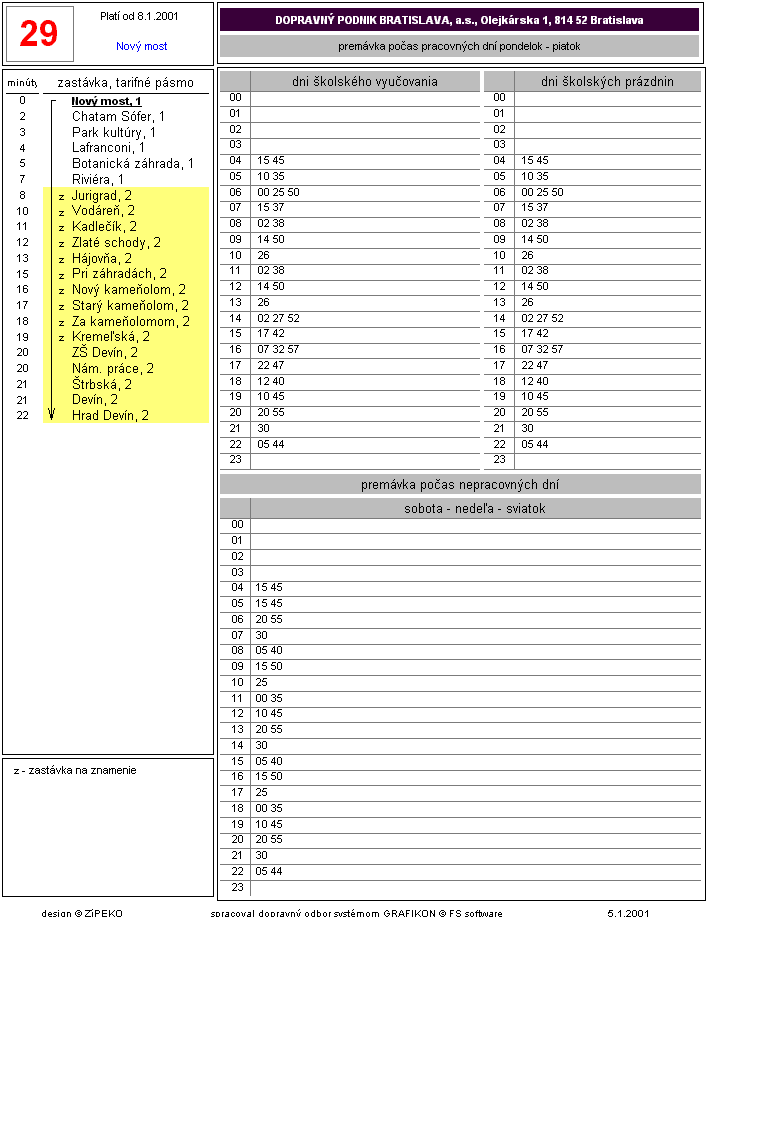 29
Platí od 8.1.2001
Nový most
DOPRAVNÝ PODNIK BRATISLAVA, a.s., Olejkárska 1, 814 52 Bratislava
premávka počas pracovných dní pondelok - piatok
minúty zastávka, tarifné pásmo
0 Nový most, 1
2 Chatam Sófer, 1
3 Park kultúry, 1
4 Lafranconi, 1
5 Botanická záhrada, 1
7 Riviéra, 1
8 z Jurigrad, 2
10 z Vodáreň, 2
11 z Kadlečík, 2
12 z Zlaté schody, 2
13 z Hájovňa, 2
15 z Pri záhradách, 2
16 z Nový kameňolom, 2
17 z Starý kameňolom, 2
18 z Za kameňolomom, 2
19 z Kremeľská, 2
20 ZŠ Devín, 2
20 Nám. práce, 2
21 Štrbská, 2
21 Devín, 2
22 Hrad Devín, 2
z - zastávka na znamenie
dni školského vyučovania
00
01
02
03
04 15 45
05 10 35
06 00 25 50
07 15 37
08 02 38
09 14 50
10 26
11 02 38
12 14 50
13 26
14 02 27 52
15 17 42
16 07 32 57
17 22 47
18 12 40
19 10 45
20 20 55
21 30
22 05 44
23
dni školských prázdnin
00
01
02
03
04 15 45
05 10 35
06 00 25 50
07 15 37
08 02 38
09 14 50
10 26
11 02 38
12 14 50
13 26
14 02 27 52
15 17 42
16 07 32 57
17 22 47
18 12 40
19 10 45
20 20 55
21 30
22 05 44
23
premávka počas nepracovných dní
sobota - nedeľa - sviatok
00
01
02
03
04 15 45
05 15 45
06 20 55
07 30
08 05 40
09 15 50
10 25
11 00 35
12 10 45
13 20 55
14 30
15 05 40
16 15 50
17 25
18 00 35
19 10 45
20 20 55
21 30
22 05 44
23
design © ZiPEKO spracoval dopravný odbor systémom GRAFIKON © FS software 5.1.2001